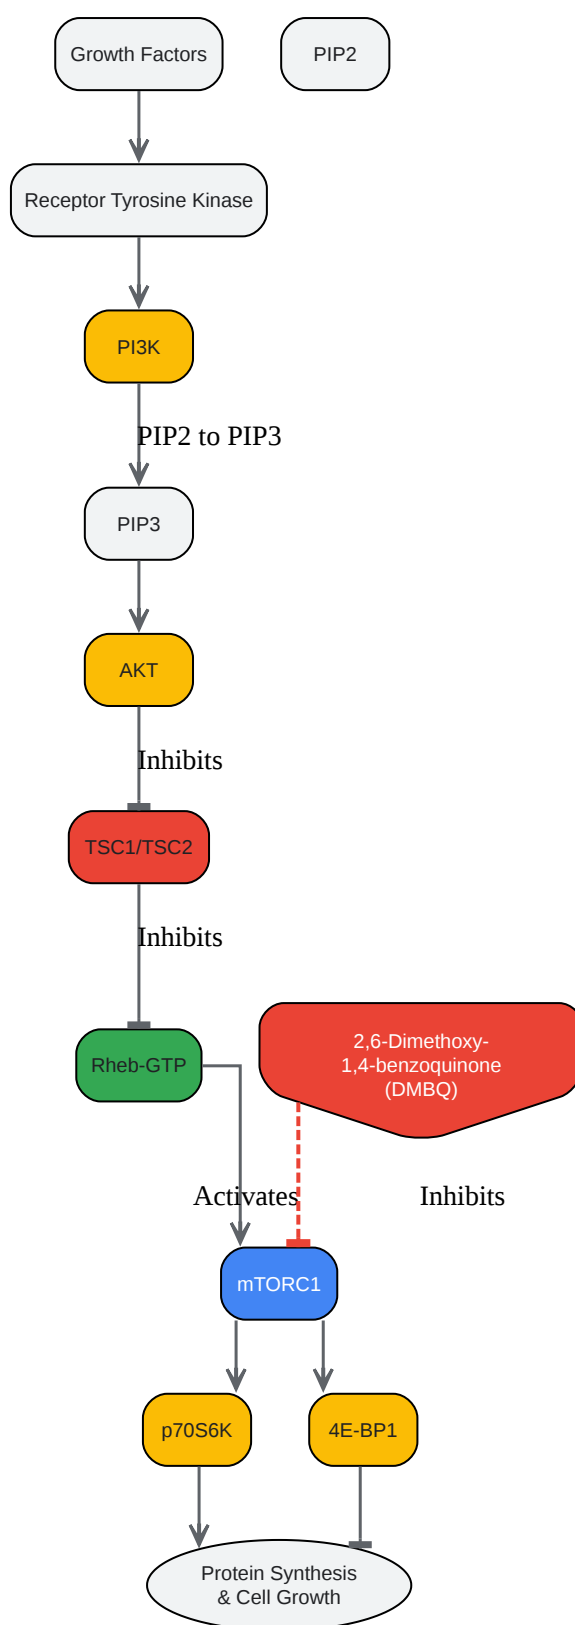 Growth Factors
PIP2
Receptor Tyrosine Kinase
PI3K
PIP2 to PIP3
PIP3
AKT
Inhibits
TSC1/TSC2
Inhibits
Rheb-GTP
2,6-Dimethoxy-
1,4-benzoquinone
(DMBQ)
Activates
Inhibits
mTORC1
p70S6K
4E-BP1
Protein Synthesis
& Cell Growth